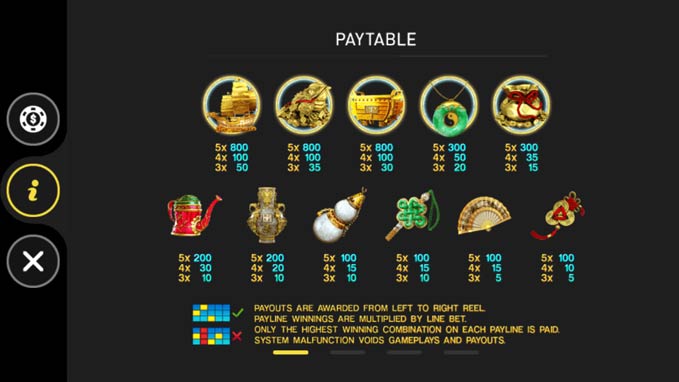 PAYTABLE
5x 800 5x 800 5x 800 5x 300 5x 300
4x 100 4x 100 4x 100 4x 50 4x 35
3x 50 3x 35 3x 30 3x 20 3x 15
5x 200 5x 200 5x 100 5x 100 5x 100 5x 100
4x 30 4x 20 4x 15 4x 15 4x 15 4x 10
3x 10 3x 10 3x 10 3x 10 3x 5 3x 5
PAYOUTS ARE AWARDED FROM LEFT TO RIGHT REEL.
PAYLINE WINNINGS ARE MULTIPLIED BY LINE BET.
ONLY THE HIGHEST WINNING COMBINATION ON EACH PAYLINE IS PAID.
SYSTEM MALFUNCTION VOIDS GAMEPLAYS AND PAYOUTS.